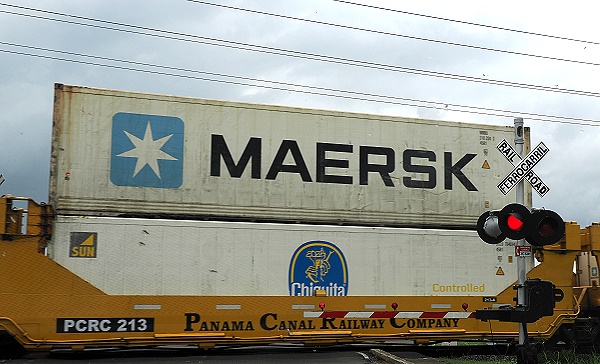 MAERSK
RAIL ROAD
FERROCARRIL
SUN
Chiquita
Controlled
PCRC 213
PANAMA CANAL RAILWAY COMPANY